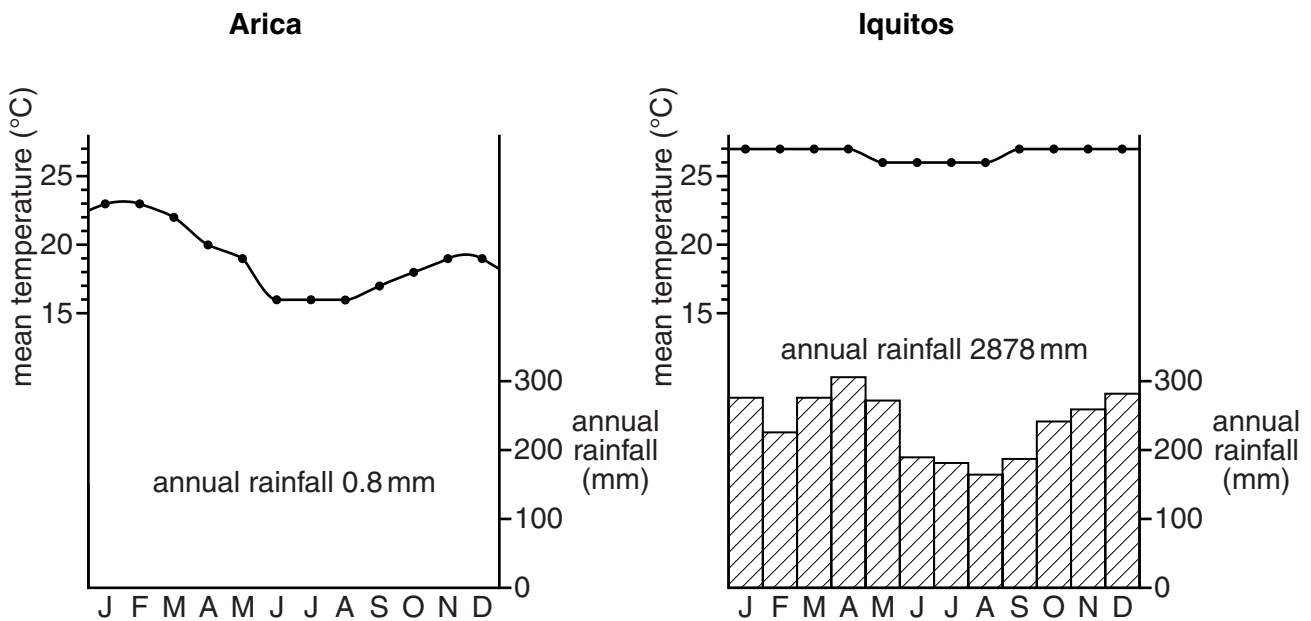 Arica
mean temperature (°C)
25
20
15
300
200
100
0
annual
rainfall
(mm)
annual rainfall 0.8 mm
J F M A M J J A S O N D
Iquitos
mean temperature (°C)
25
20
15
annual rainfall 2878 mm
300
200
100
0
annual
rainfall
(mm)
J F M A M J J A S O N D